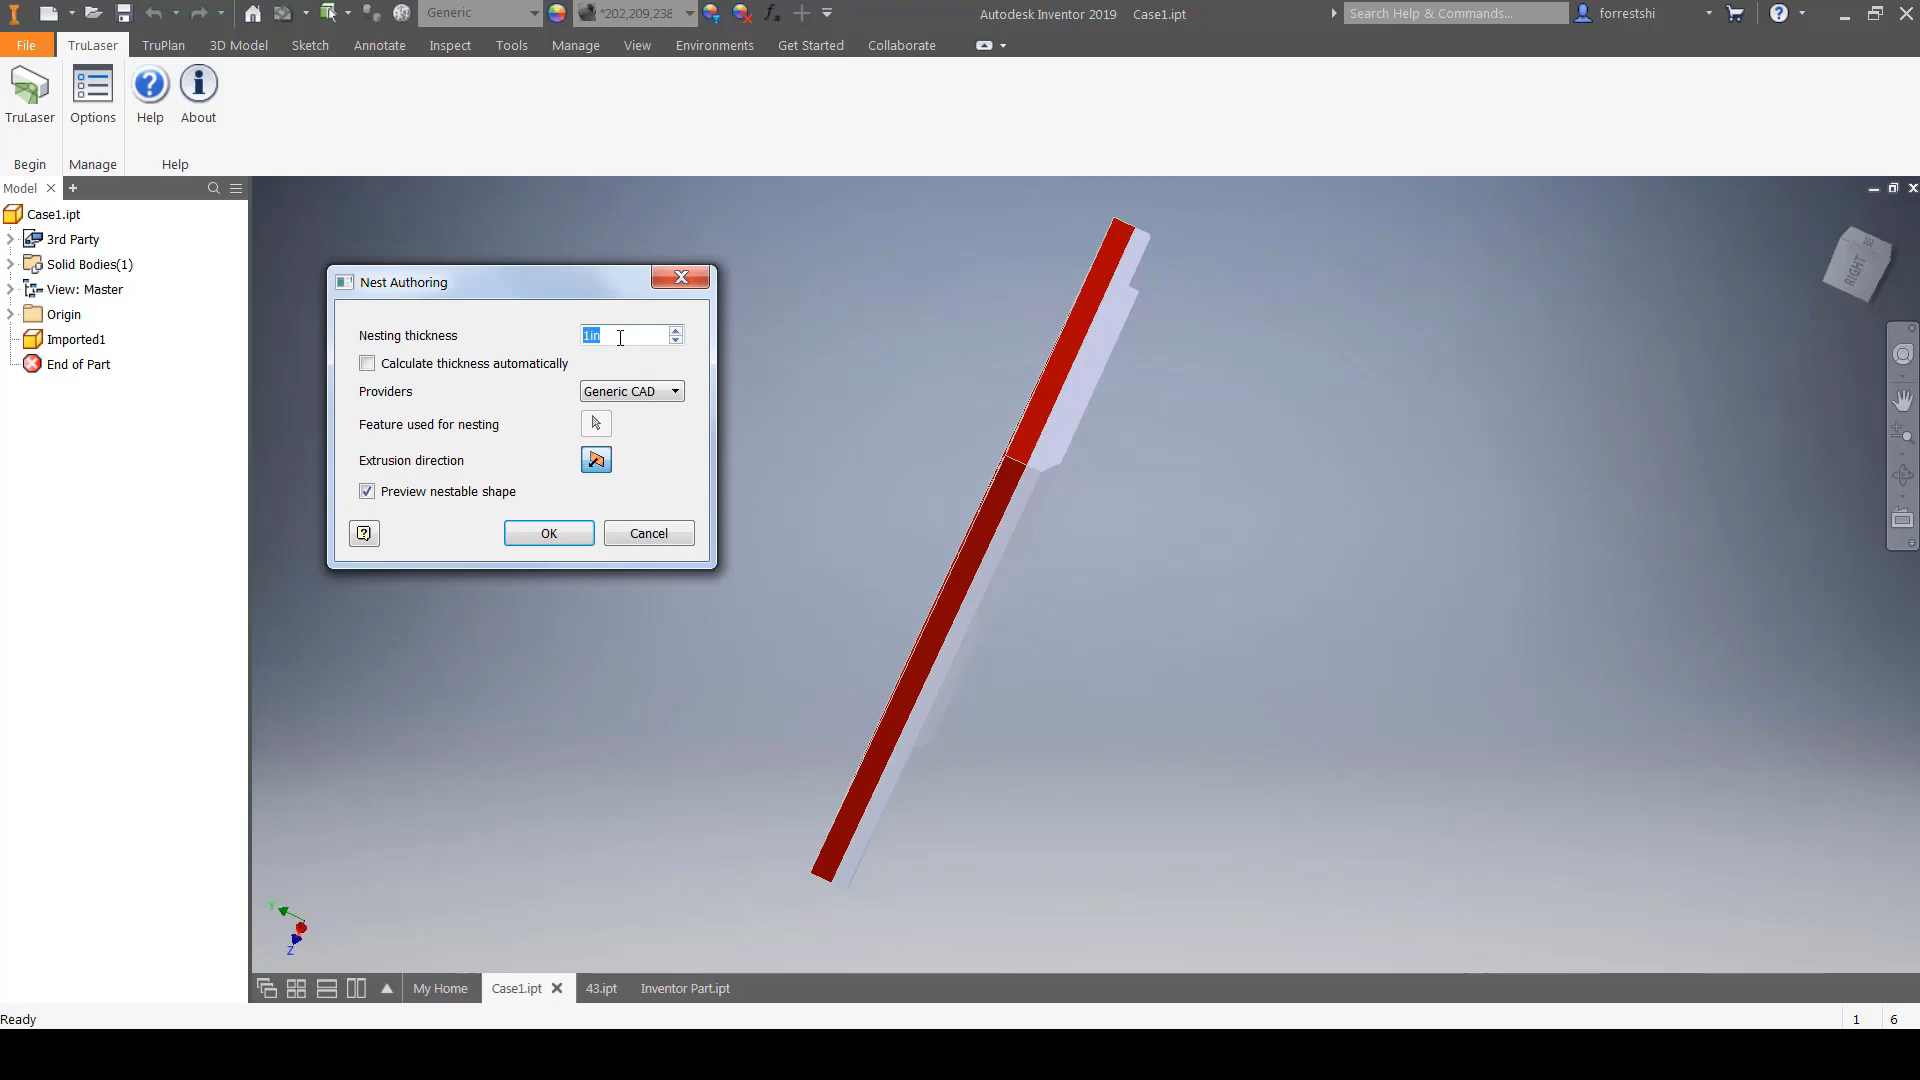 Generic
*202,209,238
Autodesk Inventor 2019 Case1.ipt
Search Help & Commands...
forrestshi
File TruLaser TruPlan 3D Model Sketch Annotate Inspect Tools Manage View Environments Get Started Collaborate
TruLaser Options Help About
Begin Manage Help
Model
Case1.ipt
3rd Party
Solid Bodies(1)
View: Master
Origin
Imported1
End of Part
Nest Authoring
Nesting thickness 1in
Calculate thickness automatically
Providers Generic CAD
Feature used for nesting
Extrusion direction
Preview nestable shape
OK Cancel
RIGHT
Y
Z
My Home Case1.ipt 43.ipt Inventor Part.ipt
Ready 1 6